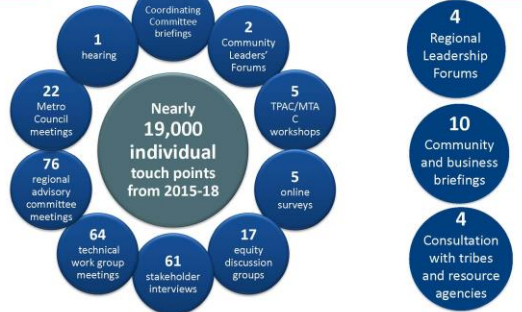 Coordinating
Committee
briefings
2
Community
Leaders'
Forums
5
TPAC/MTA
C
workshops
5
online
surveys
17
equity
discussion
groups
61
stakeholder
interviews
64
technical
work group
meetings
76
regional
advisory
committee
meetings
22
Metro
Council
meetings
1
hearing
Nearly
19,000
individual
touch points
from 2015-18
4
Regional
Leadership
Forums
10
Community
and business
briefings
4
Consultation
with tribes
and resource
agencies